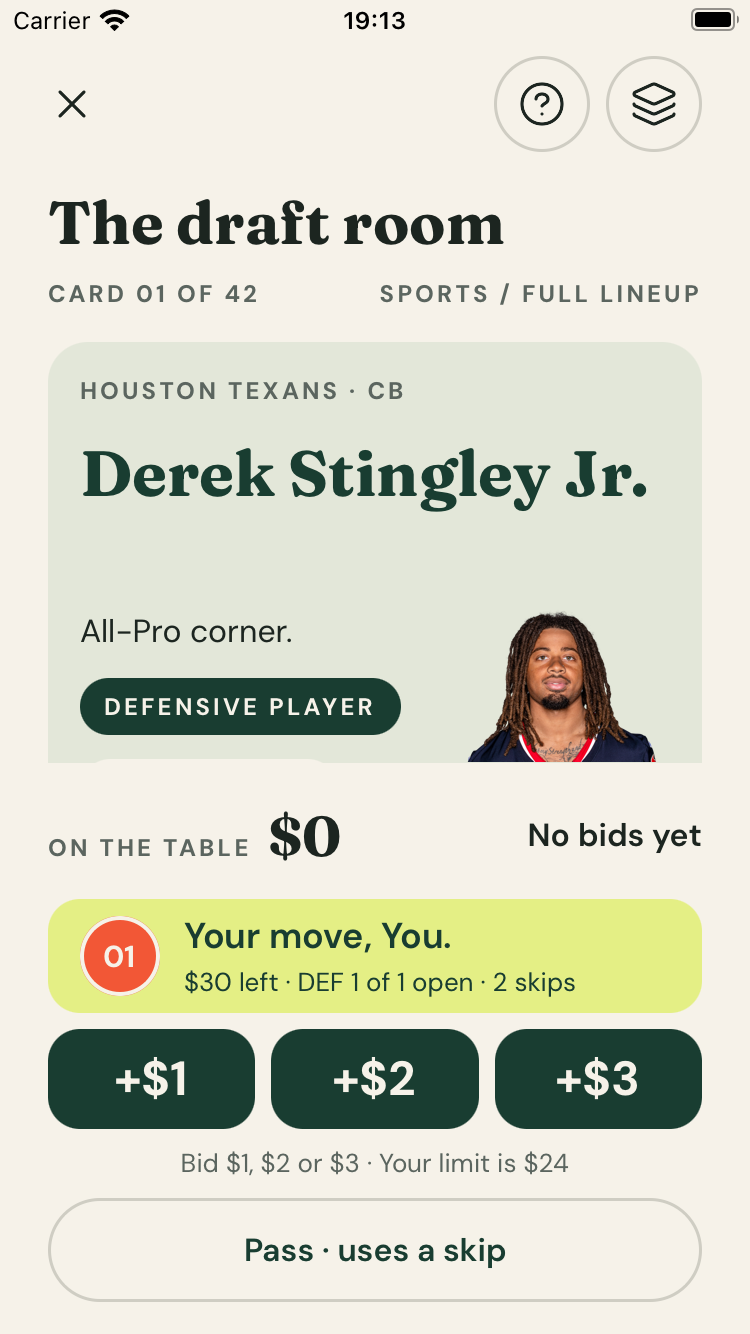 Carrier 19:13
The draft room
CARD 01 OF 42 SPORTS / FULL LINEUP
HOUSTON TEXANS · CB
Derek Stingley Jr.
All-Pro corner.
DEFENSIVE PLAYER
ON THE TABLE $0 No bids yet
01
Your move, You.
$30 left · DEF 1 of 1 open · 2 skips
+$1 +$2 +$3
Bid $1, $2 or $3 · Your limit is $24
Pass · uses a skip